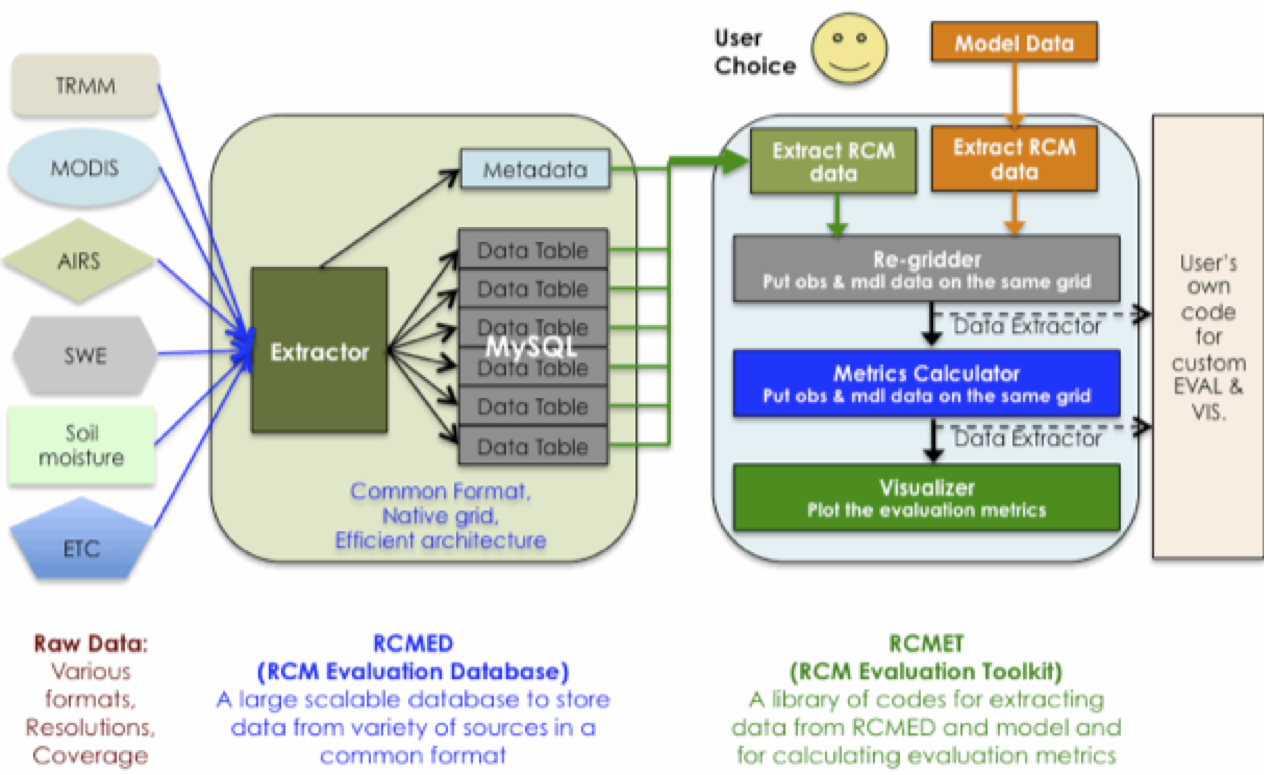 User
Choice
Model Data
TRMM
MODIS
AIRS
SWE
Soil
moisture
ETC
Extractor
Metadata
Data Table
Data Table
Data Table
MySQL
Data Table
Data Table
Data Table
Common Format,
Native grid,
Efficient architecture
Extract RCM
data
Extract RCM
data
Re-gridder
Put obs & mdl data on the same grid
Data Extractor
Metrics Calculator
Put obs & mdl data on the same grid
Data Extractor
Visualizer
Plot the evaluation metrics
User's
own
code
for
custom
EVAL &
VIS.
Raw Data:
Various
formats,
Resolutions,
Coverage
RCMED
(RCM Evaluation Database)
A large scalable database to store
data from variety of sources in a
common format
RCMET
(RCM Evaluation Toolkit)
A library of codes for extracting
data from RCMED and model and
for calculating evaluation metrics